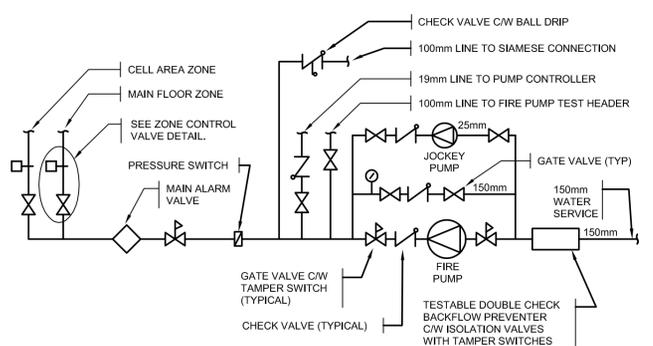 CHECK VALVE C/W BALL DRIP
100mm LINE TO SIAMESE CONNECTION
CELL AREA ZONE
19mm LINE TO PUMP CONTROLLER
MAIN FLOOR ZONE
100mm LINE TO FIRE PUMP TEST HEADER
SEE ZONE CONTROL
VALVE DETAIL.
25mm
JOCKEY
PUMP
GATE VALVE (TYP)
PRESSURE SWITCH
MAIN ALARM
VALVE
150mm
150mm
WATER
SERVICE
150mm
FIRE
PUMP
GATE VALVE C/W
TAMPER SWITCH
(TYPICAL)
CHECK VALVE (TYPICAL)
TESTABLE DOUBLE CHECK
BACKFLOW PREVENTER
C/W ISOLATION VALVES
WITH TAMPER SWITCHES